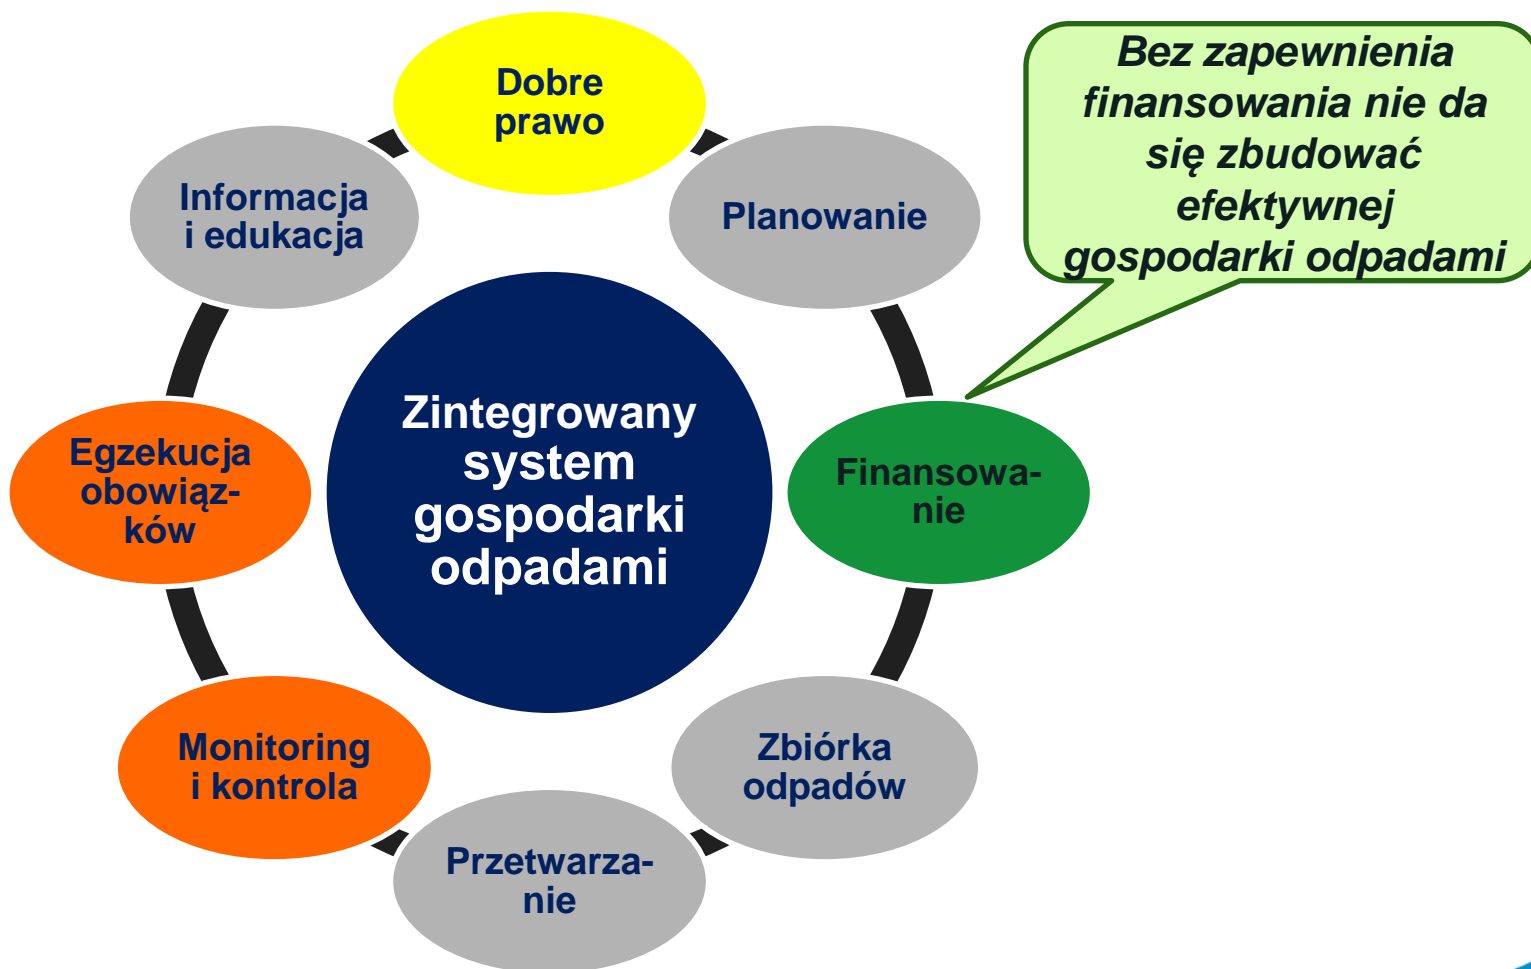 Dobre
prawo
Planowanie
Finansowa-
nie
Zbiórka
odpadów
Przetwarza-
nie
Monitoring
i kontrola
Egzekucja
obowiąz-
ków
Informacja
i edukacja
Zintegrowany
system
gospodarki
odpadami
Bez zapewnienia
finansowania nie da
się zbudować
efektywnej
gospodarki odpadami